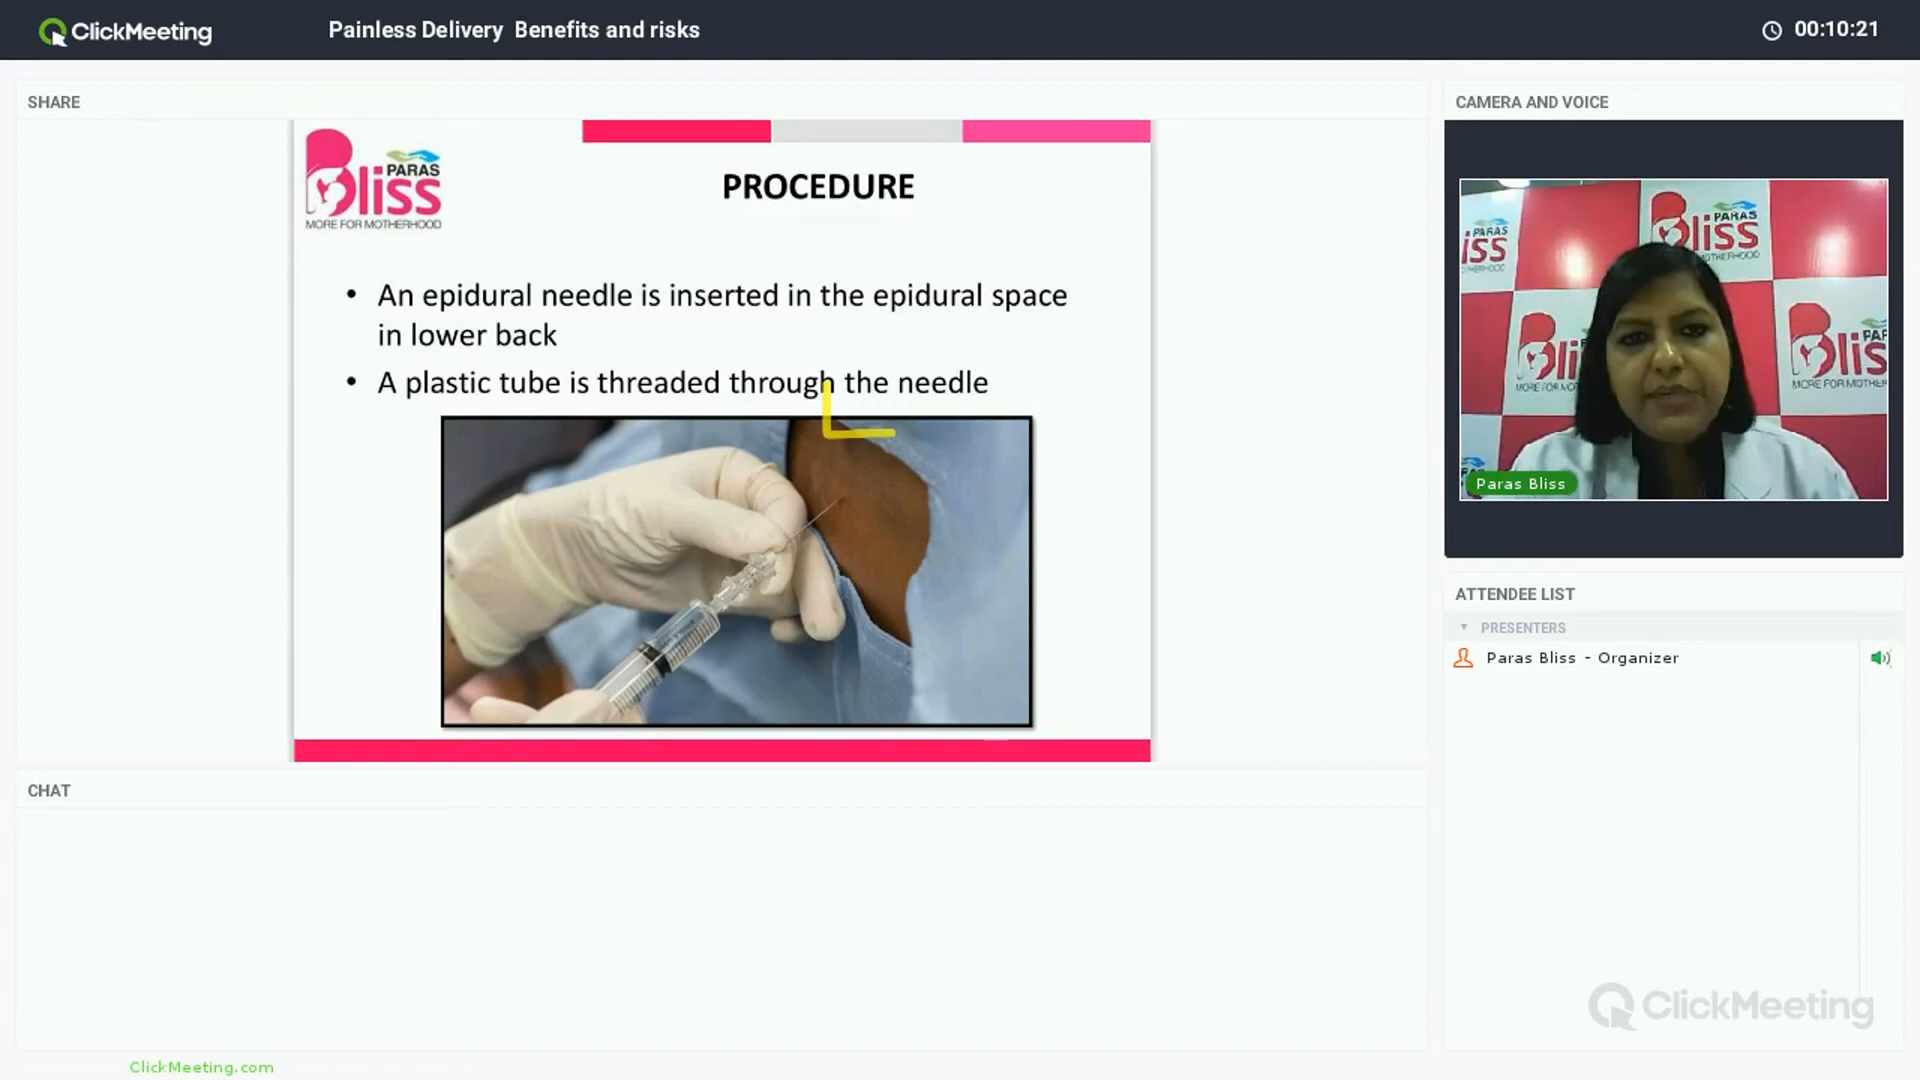 ClickMeeting
Painless Delivery Benefits and risks
00:10:21
SHARE
PARAS
Bliss
MORE FOR MOTHERHOOD
PROCEDURE
• An epidural needle is inserted in the epidural space
in lower back
• A plastic tube is threaded through the needle
CHAT
ClickMeeting.com
CAMERA AND VOICE
PARAS
Bliss
Paras Bliss
ATTENDEE LIST
PRESENTERS
Paras Bliss - Organizer
ClickMeeting